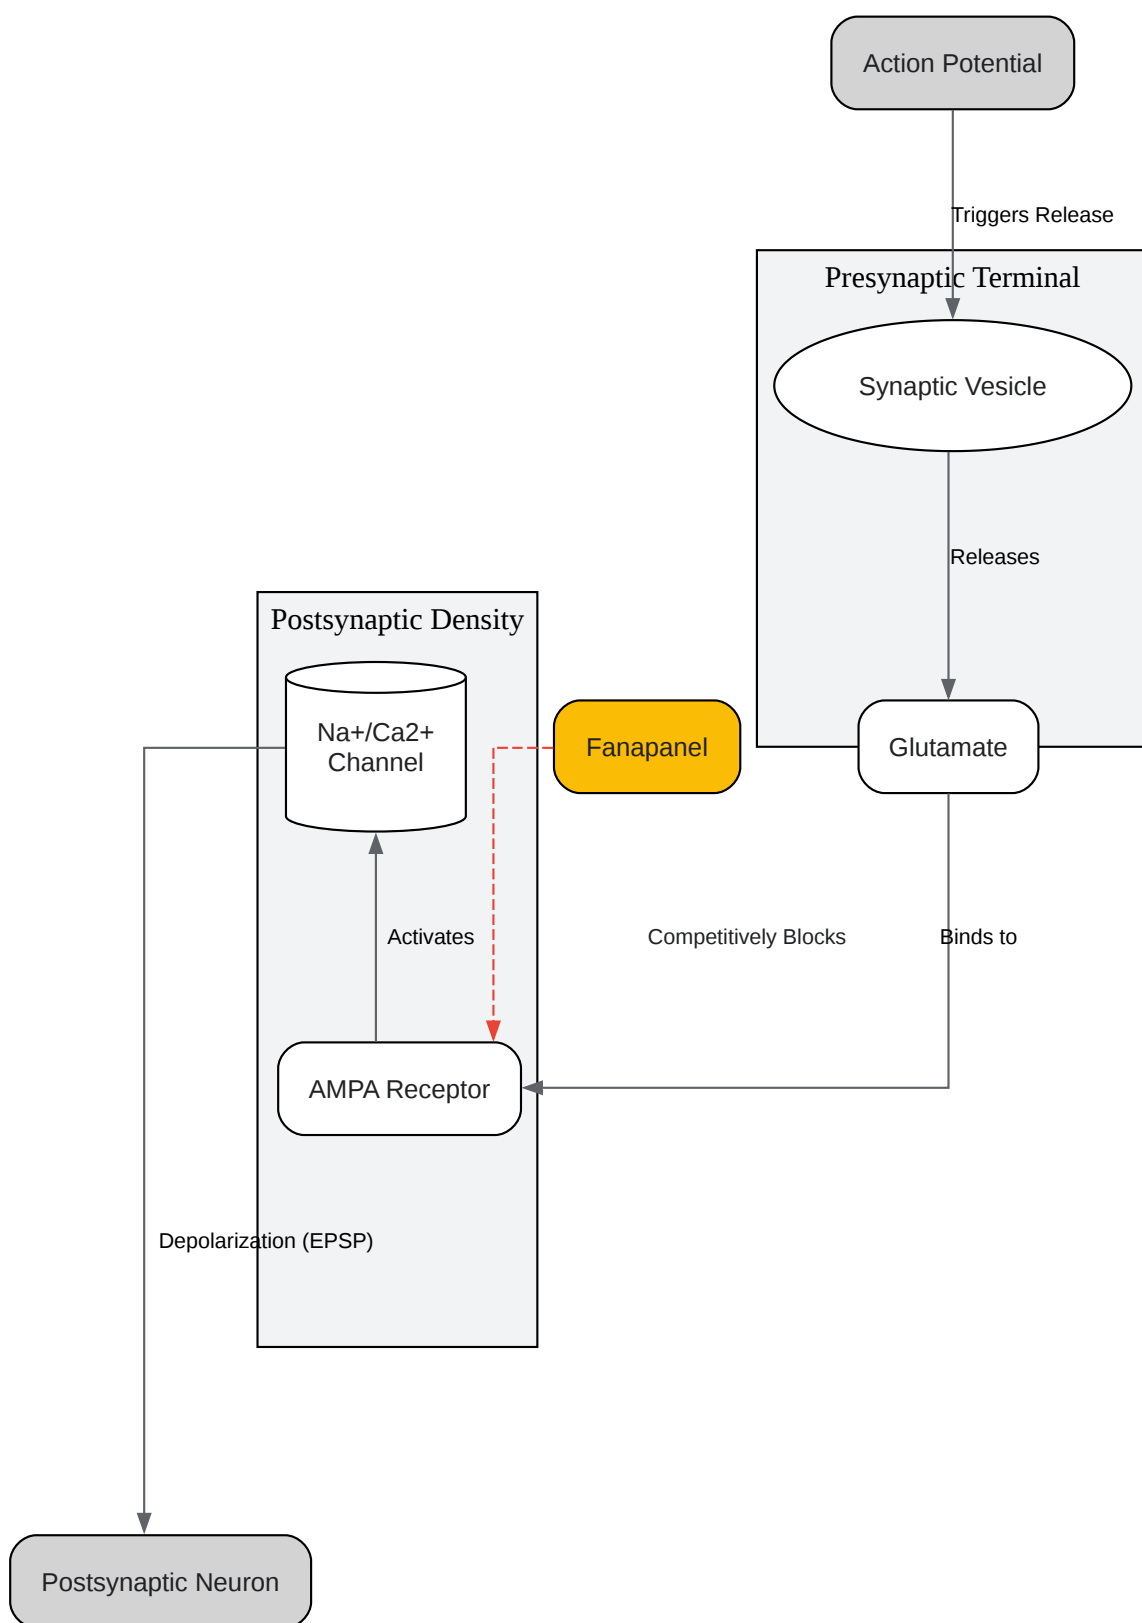 Action Potential
Triggers Release
Presynaptic Terminal
Synaptic Vesicle
Releases
Postsynaptic Density
Na+/Ca2+
Channel
Fanapanel
Glutamate
Activates
Competitively Blocks
Binds to
AMPA Receptor
Depolarization (EPSP)
Postsynaptic Neuron